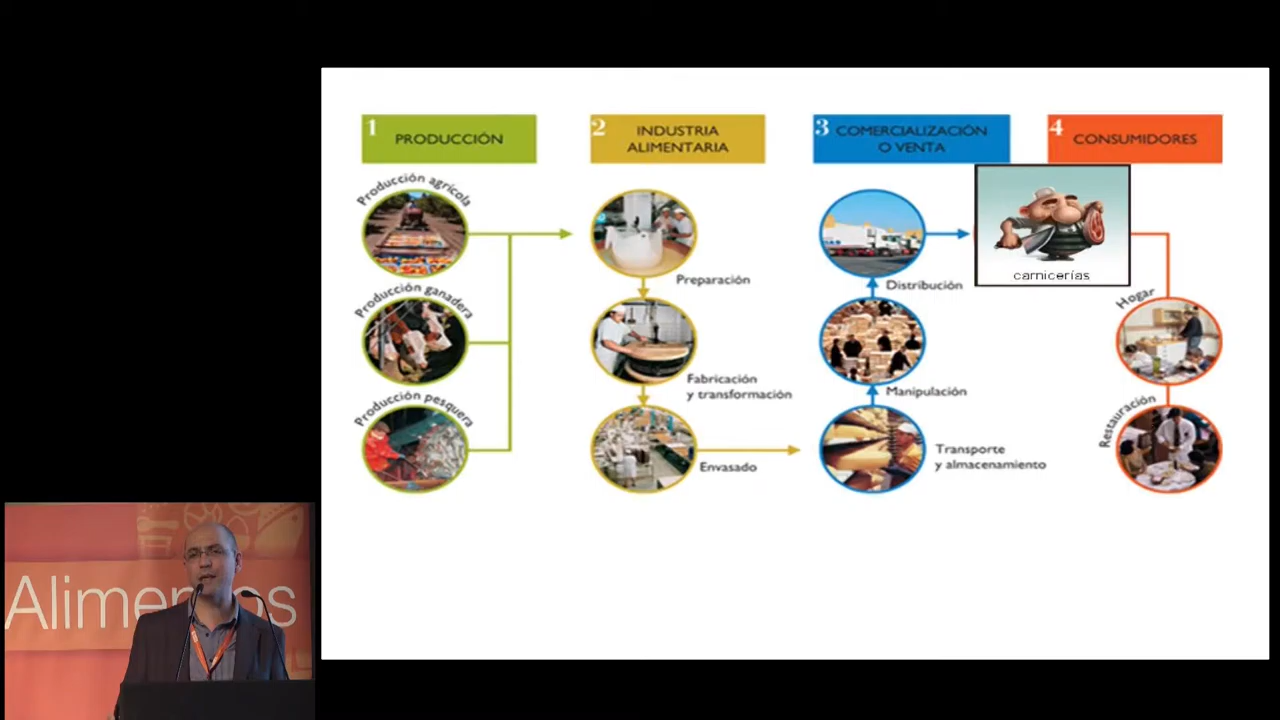 1 PRODUCCIÓN
Producción agrícola
Producción ganadera
Producción pesquera
2 INDUSTRIA
ALIMENTARIA
Preparación
Fabricación
y transformación
Envasado
3 COMERCIALIZACIÓN
O VENTA
Distribución
Manipulación
Transporte
y almacenamiento
carnicerías
4 CONSUMIDORES
Hogar
Restauración
Alimentos